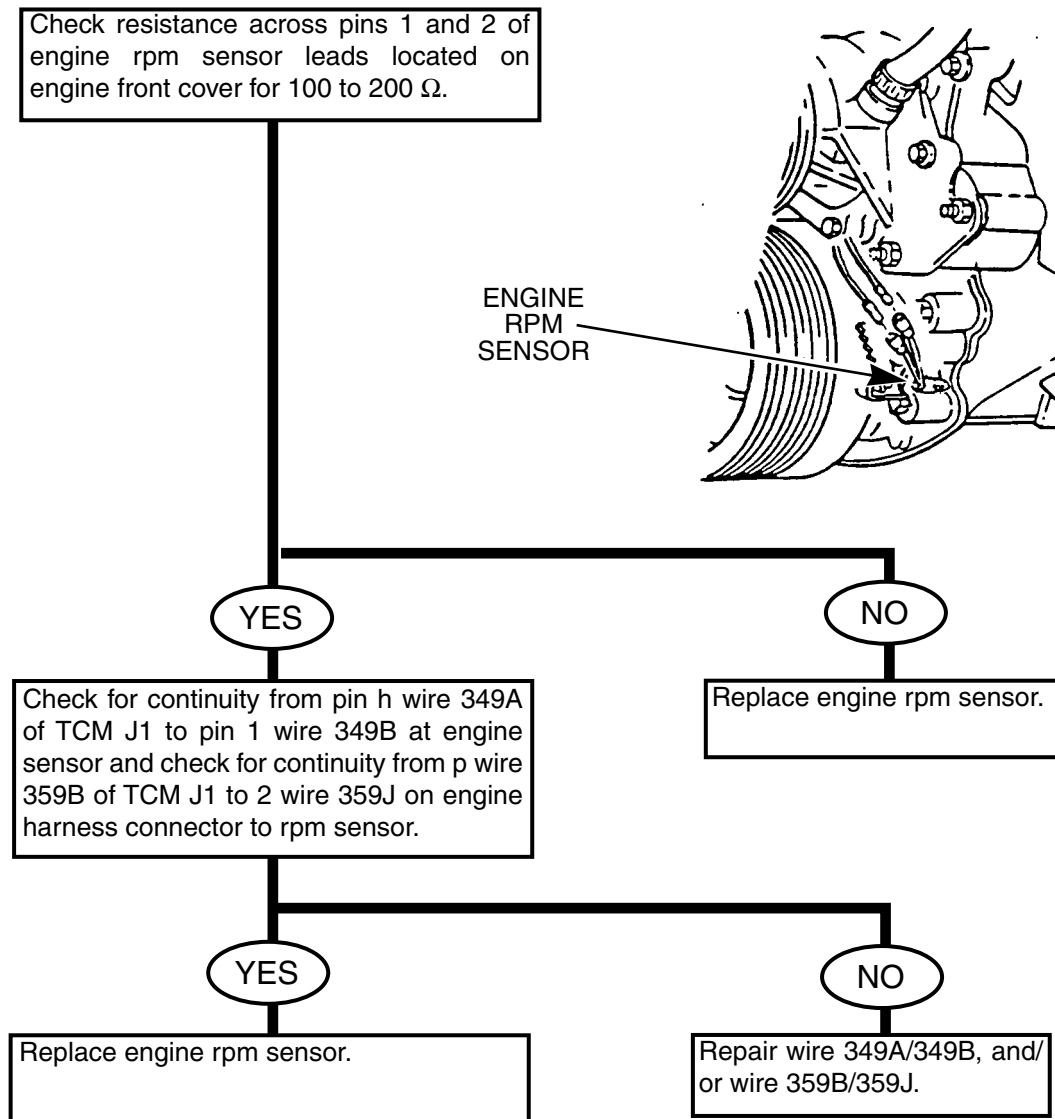 Check resistance across pins 1 and 2 of
engine rpm sensor leads located on
engine front cover for 100 to 200 Ω.
ENGINE
RPM
SENSOR
YES
NO
Check for continuity from pin h wire 349A
of TCM J1 to pin 1 wire 349B at engine
sensor and check for continuity from p wire
359B of TCM J1 to 2 wire 359J on engine
harness connector to rpm sensor.
Replace engine rpm sensor.
YES
NO
Replace engine rpm sensor.
Repair wire 349A/349B, and/
or wire 359B/359J.